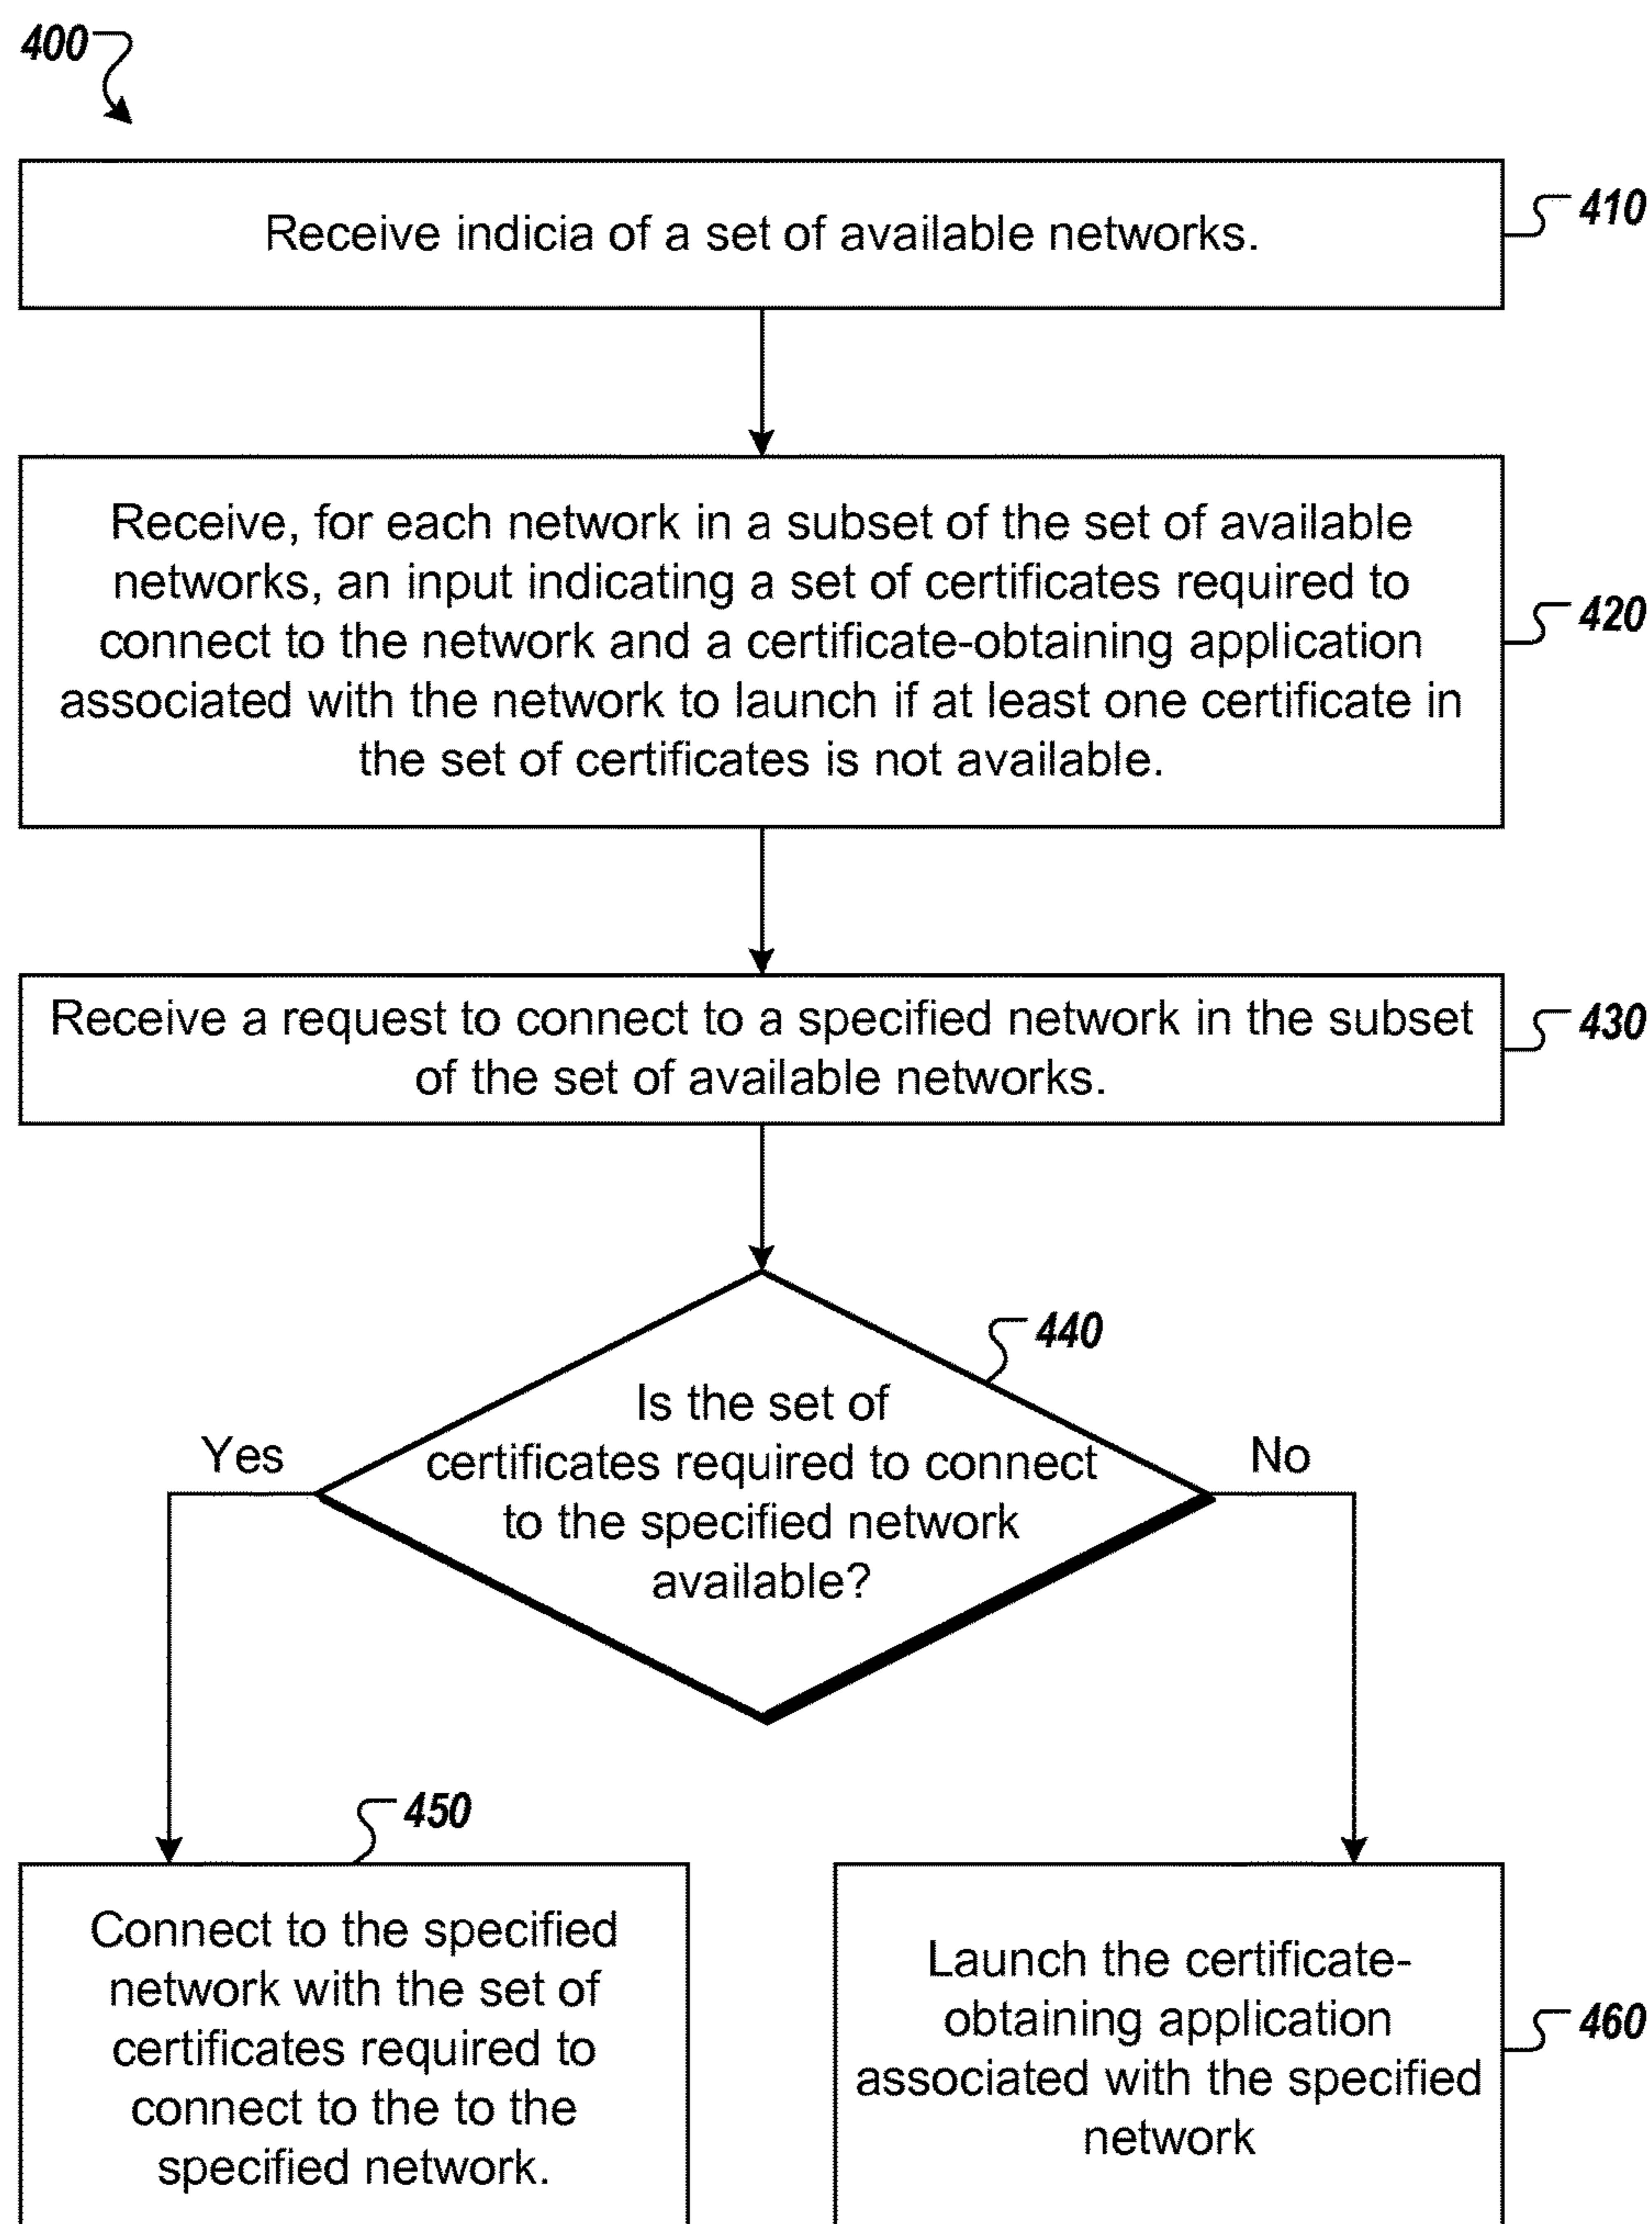 400
Receive indicia of a set of available networks.
410
Receive, for each network in a subset of the set of available
networks, an input indicating a set of certificates required to
connect to the network and a certificate-obtaining application
associated with the network to launch if at least one certificate in
the set of certificates is not available.
420
Receive a request to connect to a specified network in the subset
of the set of available networks.
430
440
Is the set of
certificates required to connect
to the specified network
available?
Yes
No
450
Connect to the specified
network with the set of
certificates required to
connect to the to the
specified network.
Launch the certificate-
obtaining application
associated with the specified
network
460